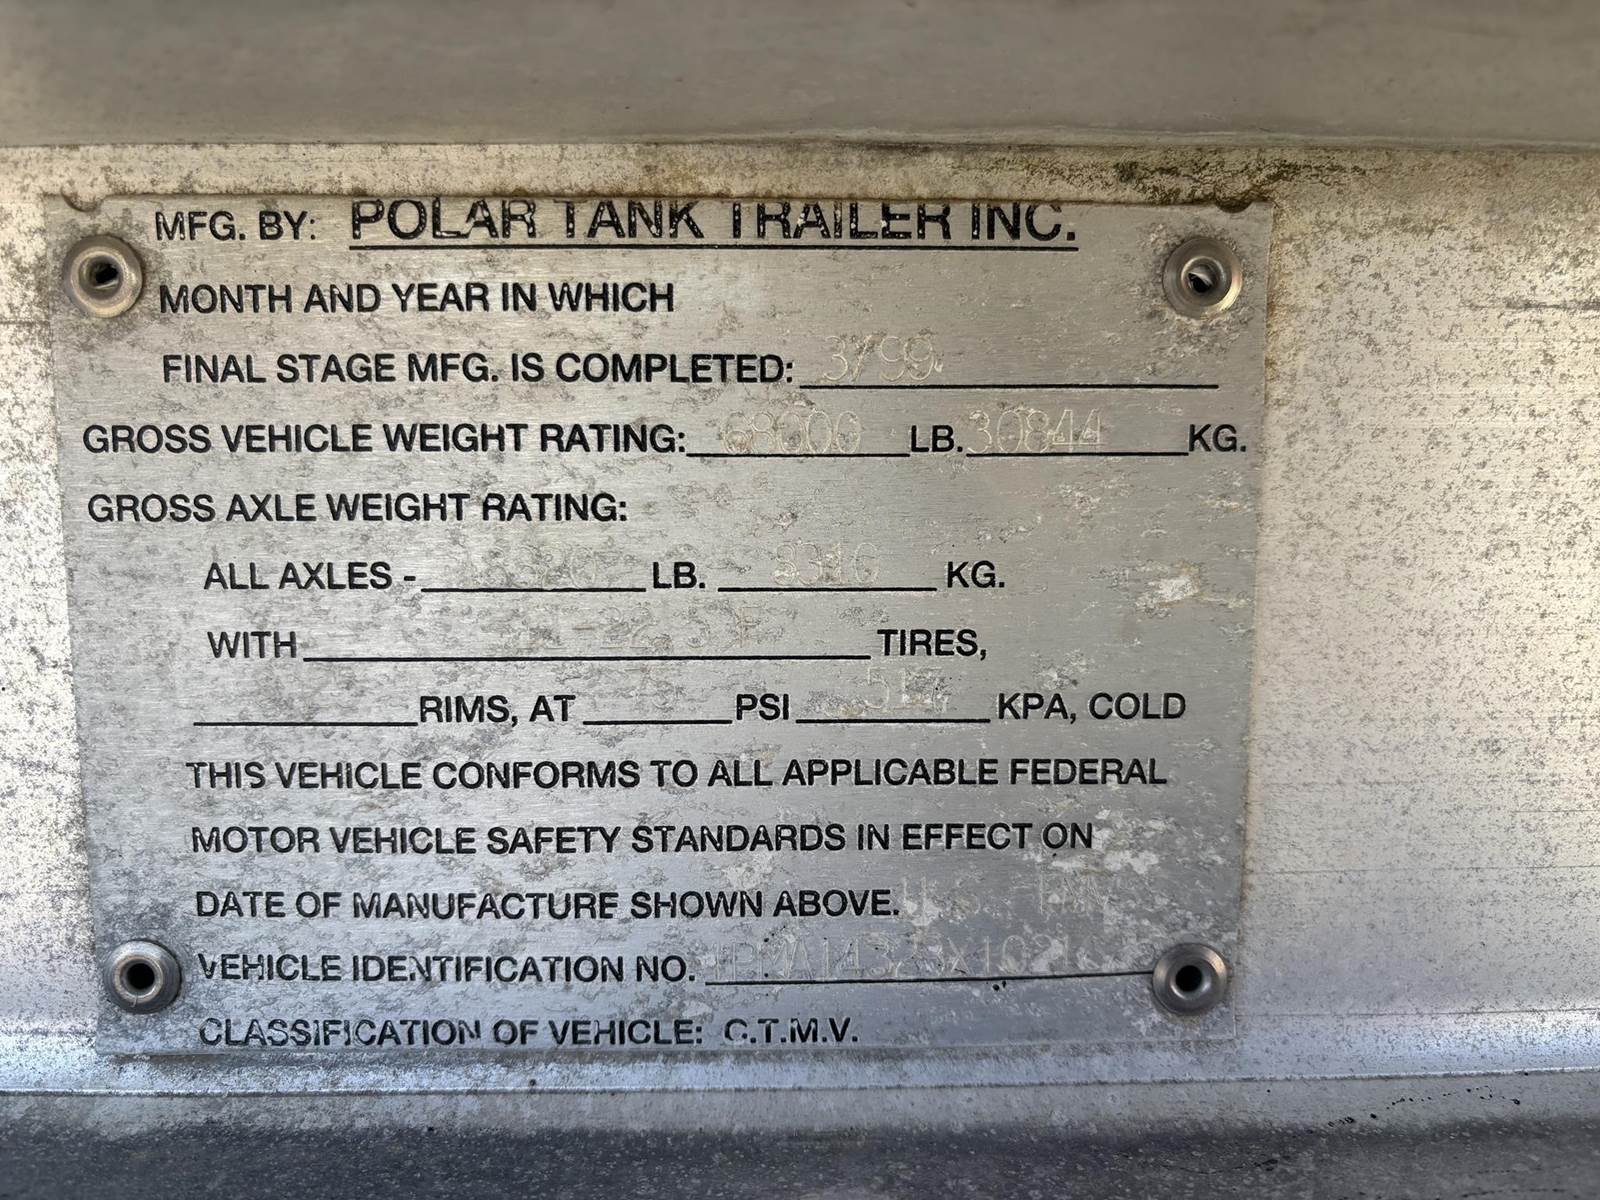 MFG. BY: POLAR TANK TRAILER INC.
MONTH AND YEAR IN WHICH
FINAL STAGE MFG. IS COMPLETED: 3/99
GROSS VEHICLE WEIGHT RATING: 68000 LB. 30844 KG.
GROSS AXLE WEIGHT RATING:
ALL AXLES - LB. KG.
WITH TIRES,
RIMS, AT PSI KPA, COLD
THIS VEHICLE CONFORMS TO ALL APPLICABLE FEDERAL
MOTOR VEHICLE SAFETY STANDARDS IN EFFECT ON
DATE OF MANUFACTURE SHOWN ABOVE.
VEHICLE IDENTIFICATION NO.
CLASSIFICATION OF VEHICLE: C.T.M.V.